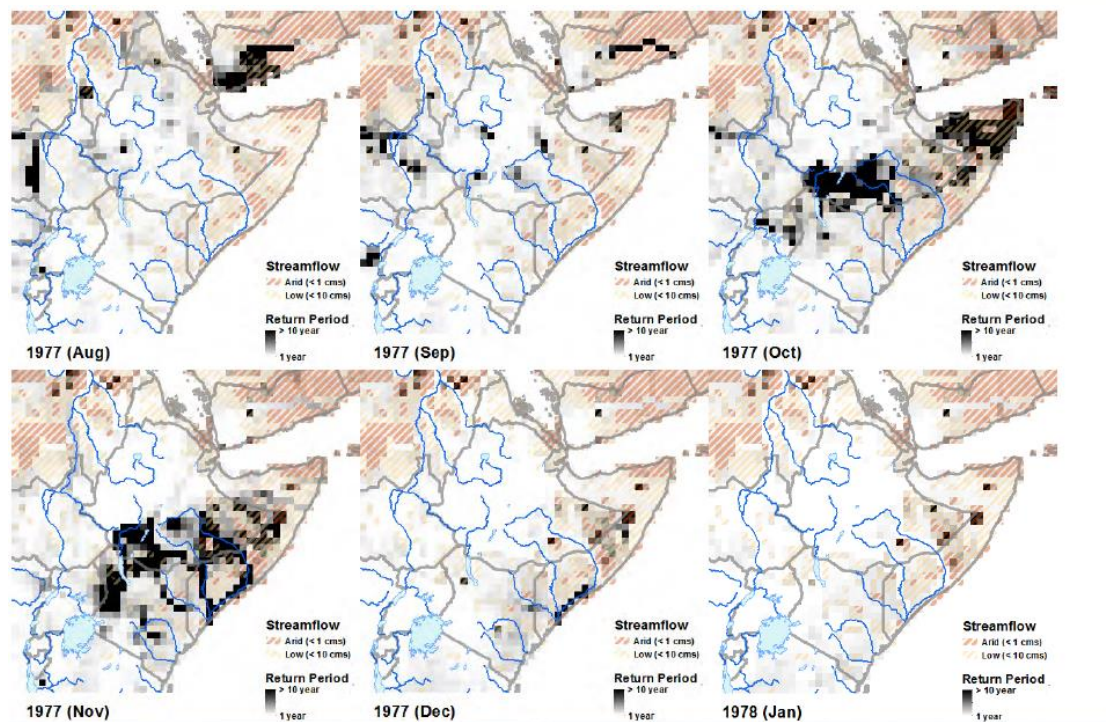 Streamflow
Arid (< 1 cms)
Low (< 10 cms)
Return Period
> 10 year
1 year
1977 (Aug)
Streamflow
Arid (< 1 cms)
Low (< 10 cms)
Return Period
> 10 year
1 year
1977 (Sep)
Streamflow
Arid (< 1 cms)
Low (< 10 cms)
Return Period
> 10 year
1 year
1977 (Oct)
Streamflow
Arid (< 1 cms)
Low (< 10 cms)
Return Period
> 10 year
1 year
1977 (Nov)
Streamflow
Arid (< 1 cms)
Low (< 10 cms)
Return Period
> 10 year
1 year
1977 (Dec)
Streamflow
Arid (< 1 cms)
Low (< 10 cms)
Return Period
> 10 year
1 year
1978 (Jan)